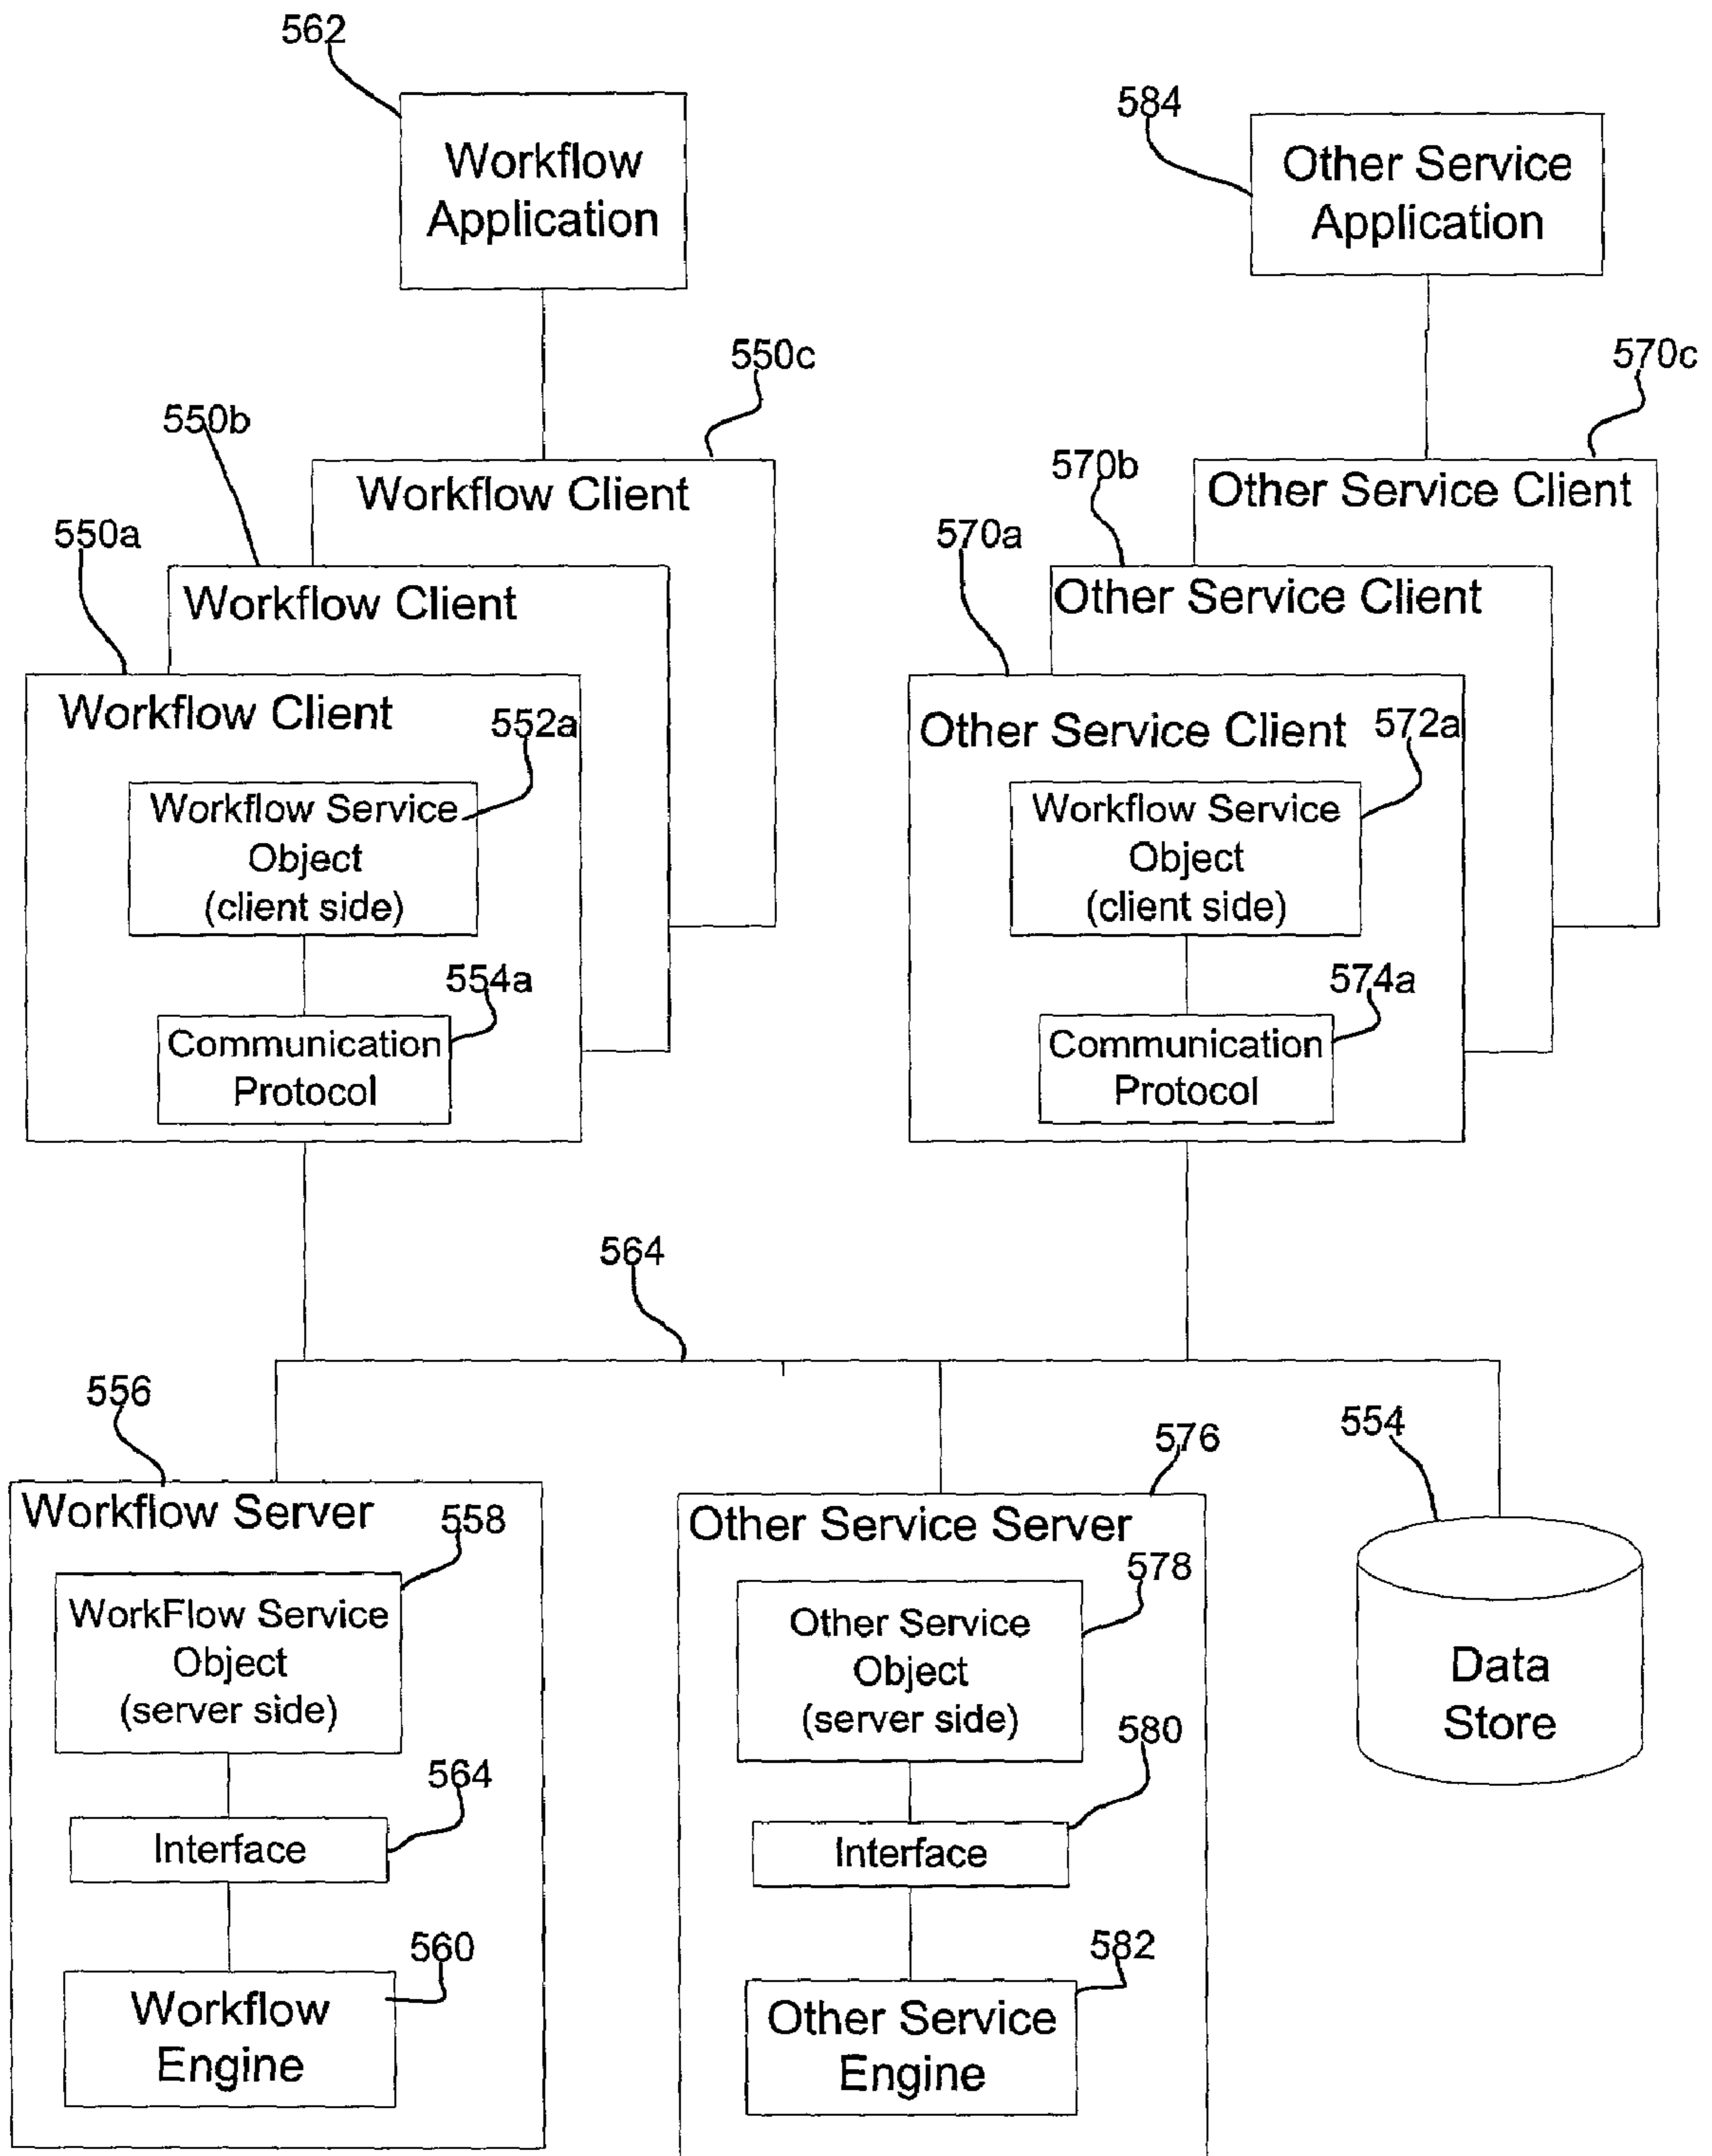 562
Workflow
Application
584
Other Service
Application
550c
570c
550b
Workflow Client
570b
Other Service Client
550a
Workflow Client
570a
Other Service Client
Workflow Client
552a
Other Service Client
572a
Workflow Service
Object
(client side)
Workflow Service
Object
(client side)
554a
Communication
Protocol
574a
Communication
Protocol
564
556
Workflow Server
558
WorkFlow Service
Object
(server side)
564
Interface
560
Workflow
Engine
576
Other Service Server
578
Other Service
Object
(server side)
580
Interface
582
Other Service
Engine
554
Data
Store